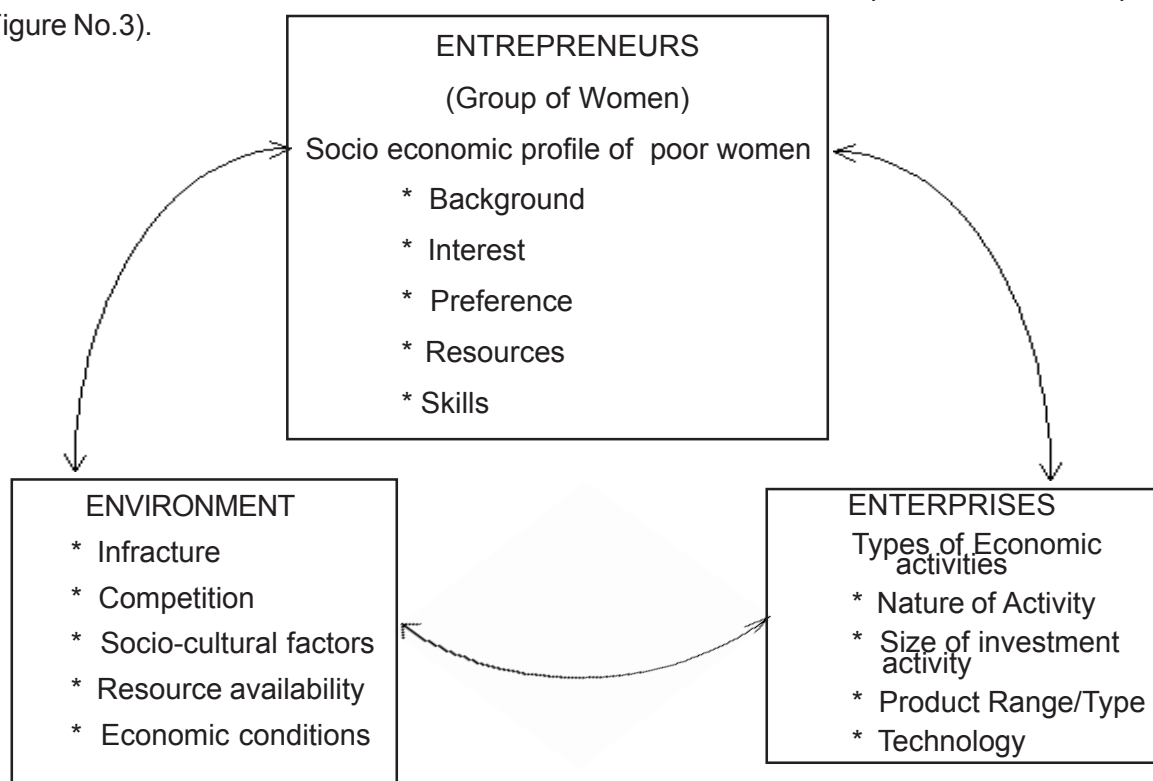 Figure No.3).
ENTREPRENEURS
(Group of Women)
Socio economic profile of poor women
* Background
* Interest
* Preference
* Resources
* Skills
ENVIRONMENT
* Infracture
* Competition
* Socio-cultural factors
* Resource availability
* Economic conditions
ENTERPRISES
Types of Economic
activities
* Nature of Activity
* Size of investment
activity
* Product Range/Type
* Technology